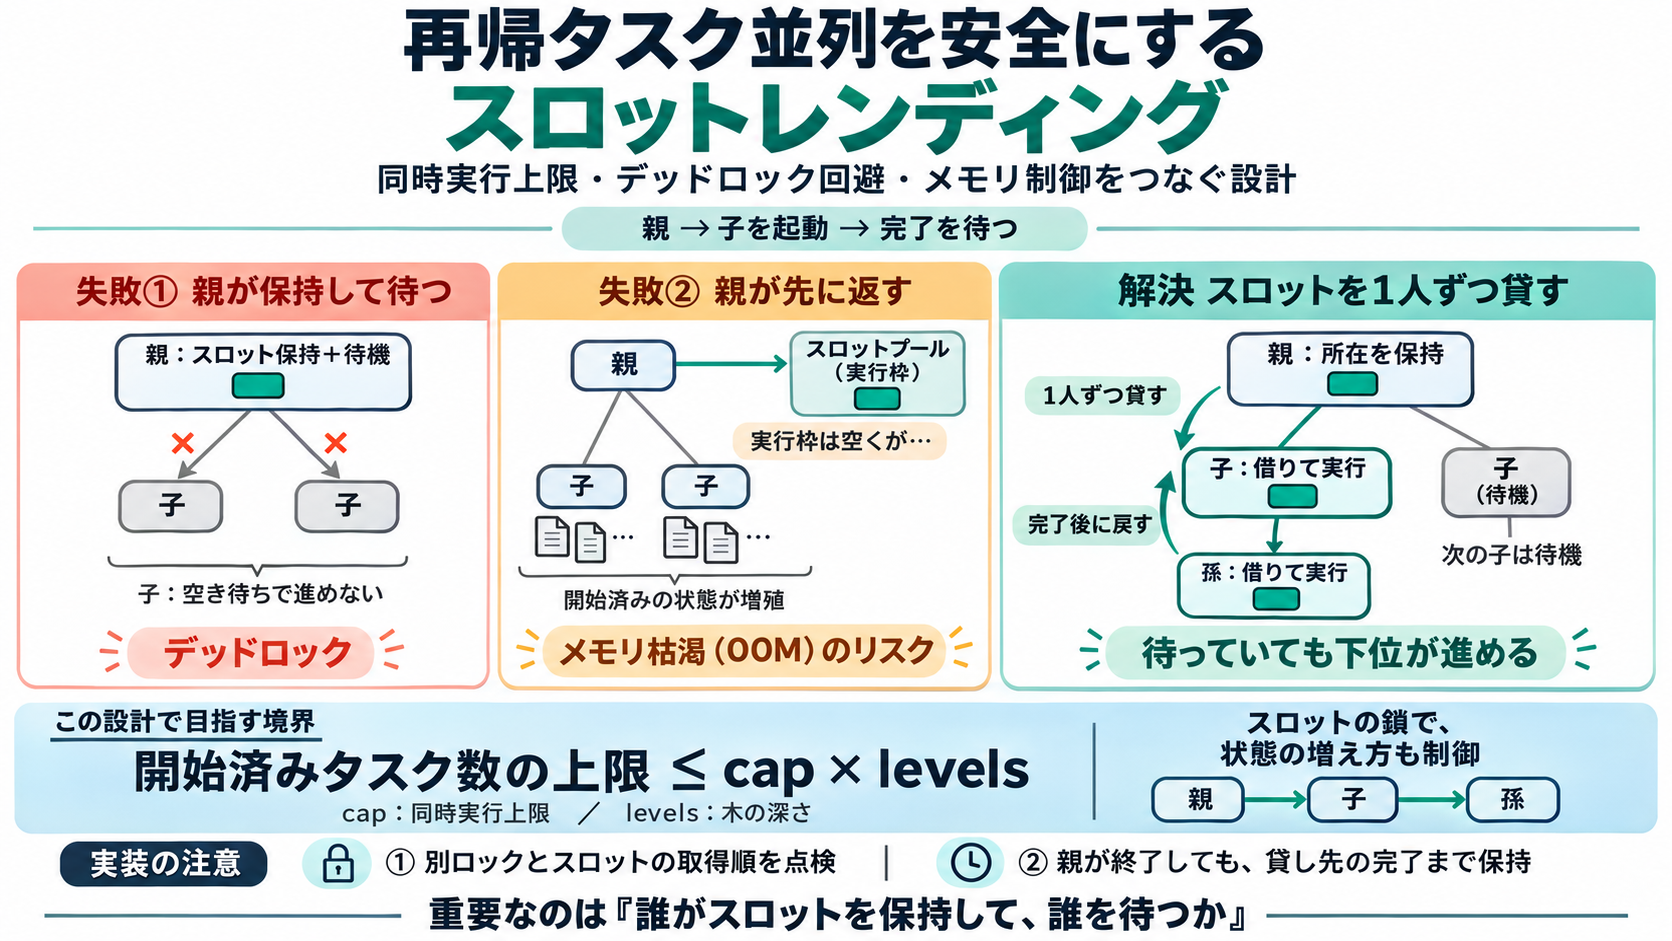 再帰タスク並列を安全にする
スロットレンディング
同時実行上限・デッドロック回避・メモリ制御をつなぐ設計
親 → 子を起動 → 完了を待つ
失敗① 親が保持して待つ
親：スロット保持＋待機
子
子
子：空き待ちで進めない
デッドロック
失敗② 親が先に返す
親
スロットプール
（実行枠）
実行枠は空くが…
子
子
…
…
開始済みの状態が増殖
メモリ枯渇（OOM）のリスク
解決 スロットを1人ずつ貸す
親：所在を保持
1人ずつ貸す
子：借りて実行
子
（待機）
完了後に戻す
次の子は待機
孫：借りて実行
待っていても下位が進める
この設計で目指す境界
開始済みタスク数の上限 ≤ cap × levels
cap：同時実行上限 ／ levels：木の深さ
スロットの鎖で、
状態の増え方も制御
親 → 子 → 孫
実装の注意
① 別ロックとスロットの取得順を点検
② 親が終了しても、貸し先の完了まで保持
重要なのは『誰がスロットを保持して、誰を待つか』